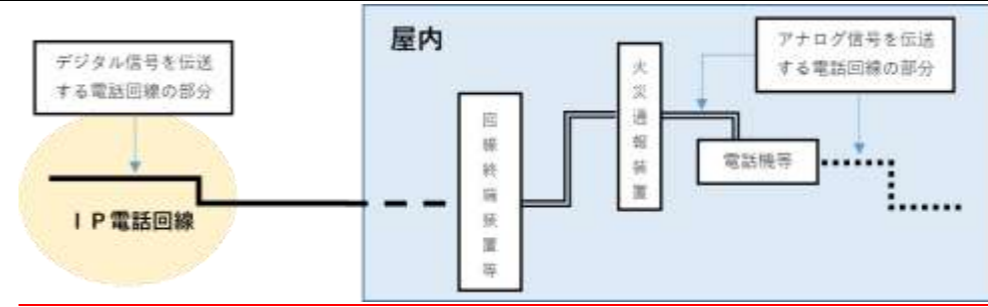 デジタル信号を伝送
する電話回線の部分
ＩＰ電話回線
屋内
回線終端装置等
火災通報装置
電話機等
アナログ信号を伝送
する電話回線の部分